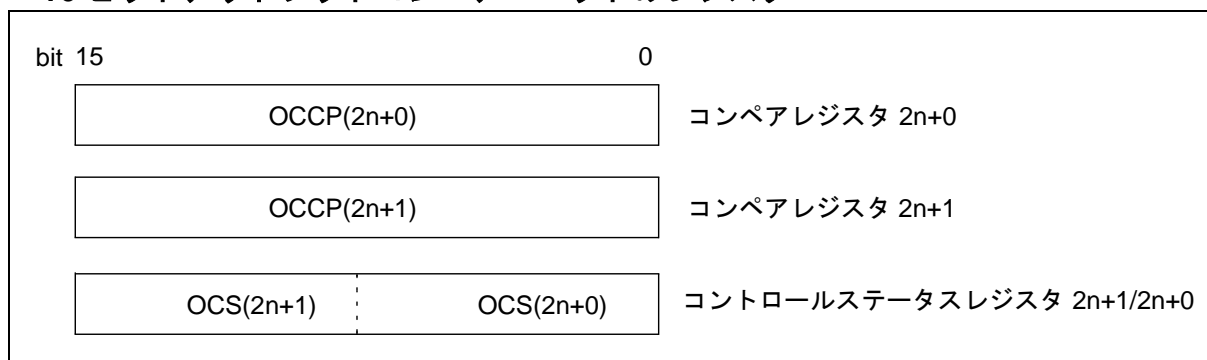 bit 15 0
OCCP(2n+0) コンペアレジスタ 2n+0
OCCP(2n+1) コンペアレジスタ 2n+1
OCS(2n+1) OCS(2n+0) コントロールステータスレジスタ 2n+1/2n+0